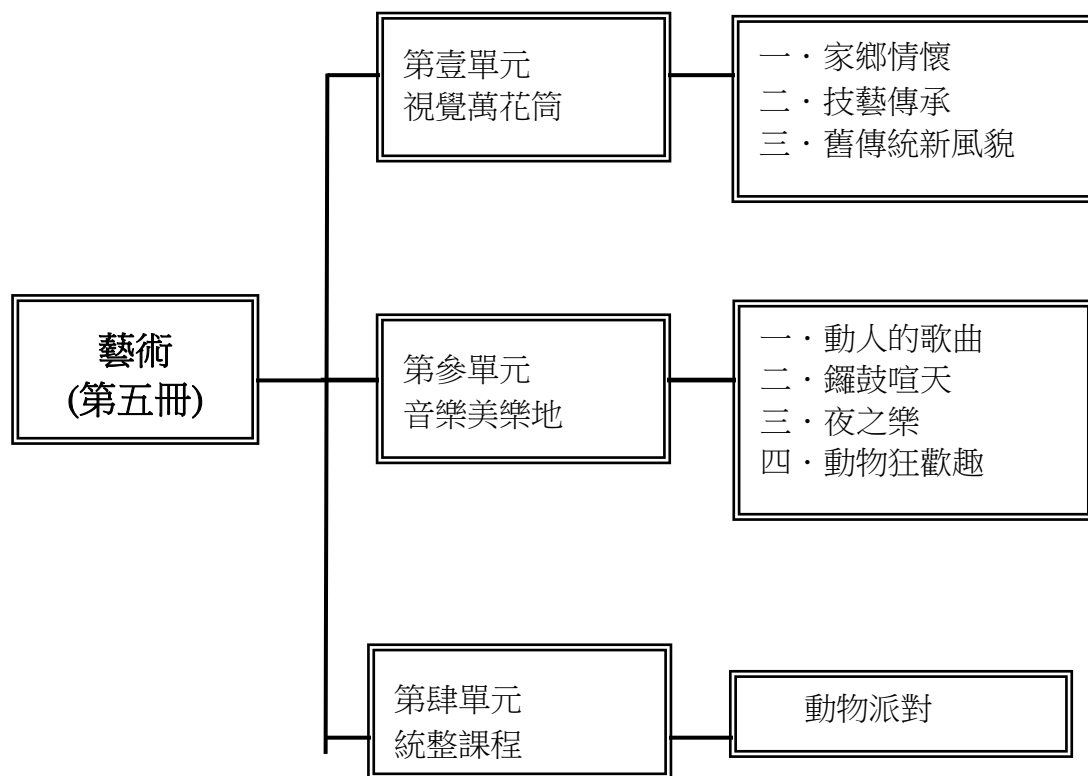 第壹單元
視覺萬花筒
一．家鄉情懷
二．技藝傳承
三．舊傳統新風貌
藝術
(第五冊)
第參單元
音樂美樂地
一．動人的歌曲
二．鑼鼓喧天
三．夜之樂
四．動物狂歡趣
第肆單元
統整課程
動物派對